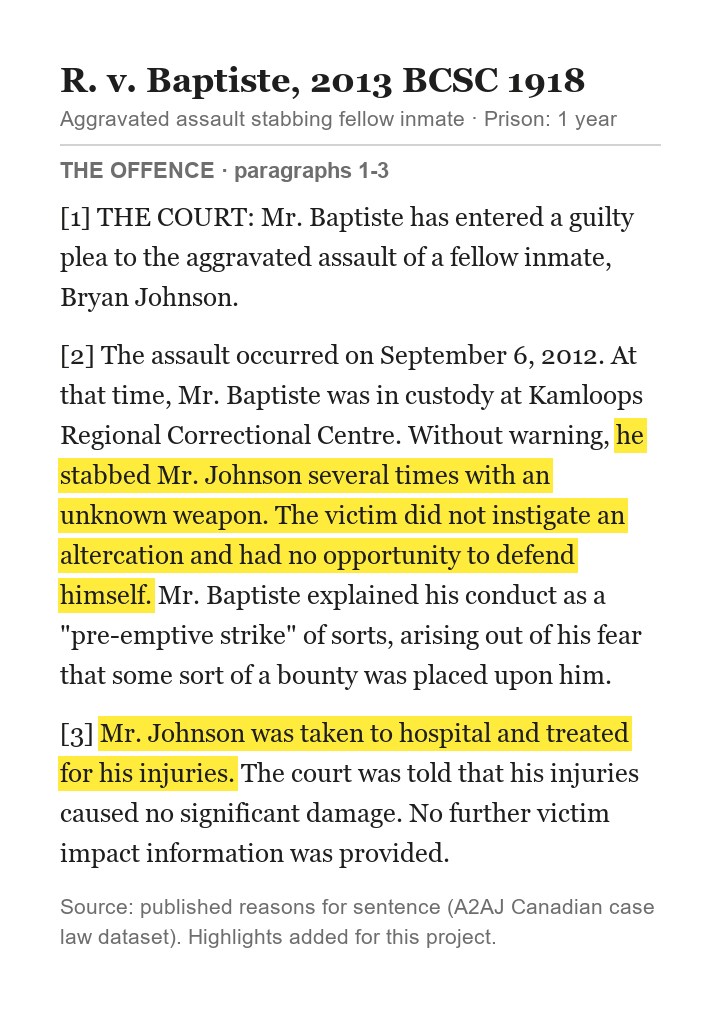 R. v. Baptiste, 2013 BCSC 1918
Aggravated assault stabbing fellow inmate · Prison: 1 year
THE OFFENCE · paragraphs 1-3
[1] THE COURT: Mr. Baptiste has entered a guilty
plea to the aggravated assault of a fellow inmate,
Bryan Johnson.
[2] The assault occurred on September 6, 2012. At
that time, Mr. Baptiste was in custody at Kamloops
Regional Correctional Centre. Without warning, he
stabbed Mr. Johnson several times with an
unknown weapon. The victim did not instigate an
altercation and had no opportunity to defend
himself. Mr. Baptiste explained his conduct as a
"pre-emptive strike" of sorts, arising out of his fear
that some sort of a bounty was placed upon him.
[3] Mr. Johnson was taken to hospital and treated
for his injuries. The court was told that his injuries
caused no significant damage. No further victim
impact information was provided.
Source: published reasons for sentence (A2AJ Canadian case
law dataset). Highlights added for this project.